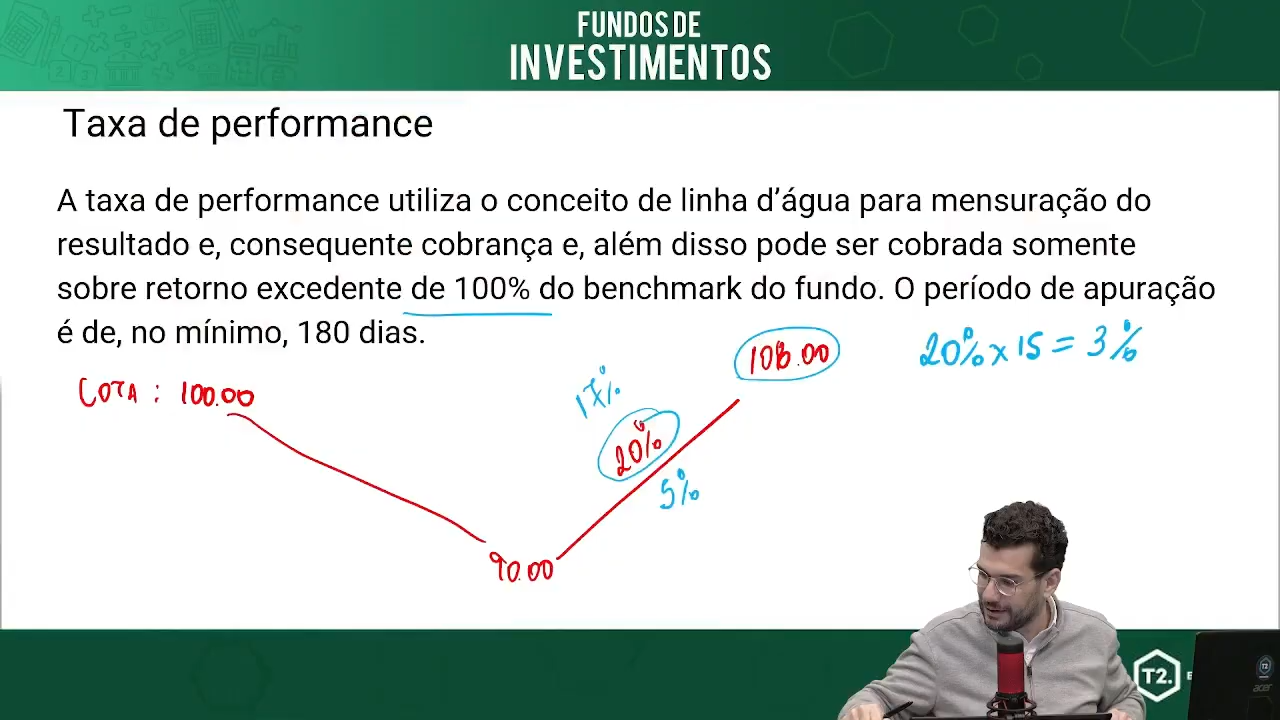 FUNDOS DE
INVESTIMENTOS
Taxa de performance
A taxa de performance utiliza o conceito de linha d’água para mensuração do
resultado e, consequente cobrança e, além disso pode ser cobrada somente
sobre retorno excedente de 100% do benchmark do fundo. O período de apuração
é de, no mínimo, 180 dias.
COTA : 100.00
17%
20%
5%
108.00
20% x 15 = 3%
90.00
T2.
acer